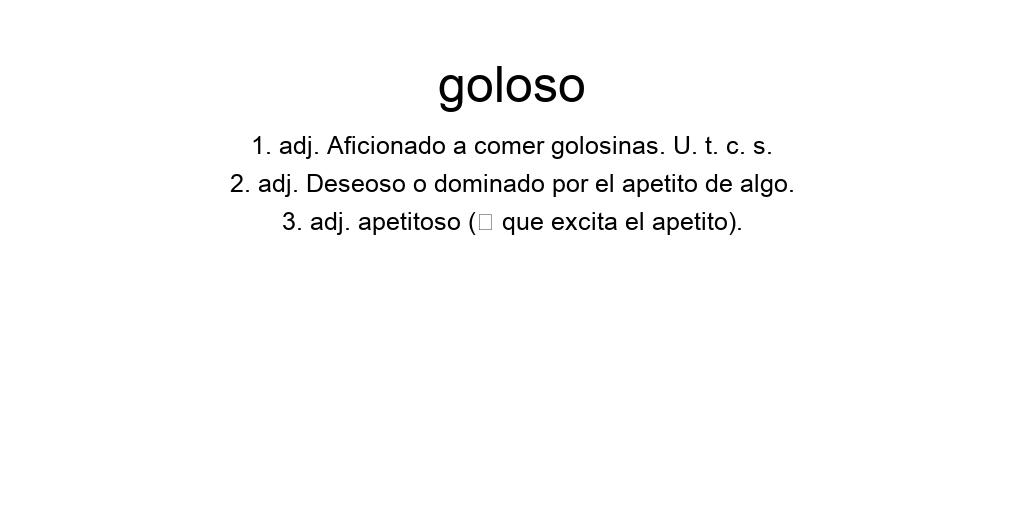 goloso
1. adj. Aficionado a comer golosinas. U. t. c. s.
2. adj. Deseoso o dominado por el apetito de algo.
3. adj. apetitoso (□ que excita el apetito).